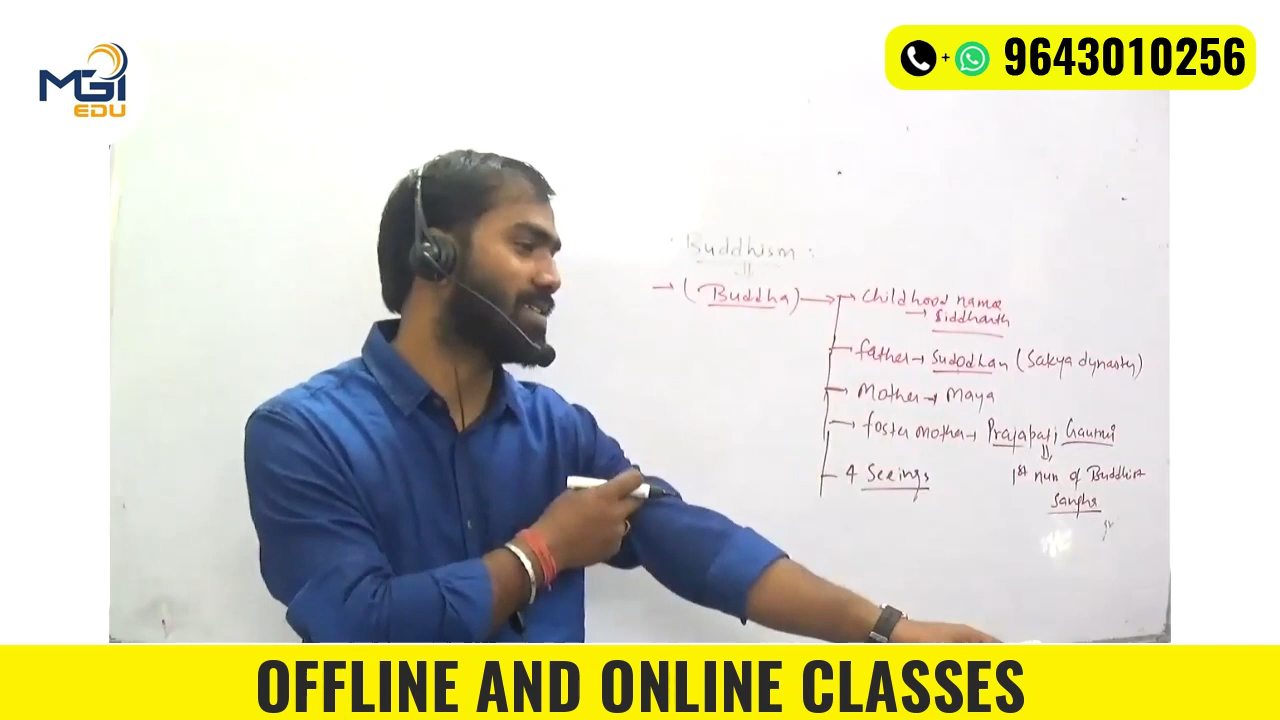 MGI
EDU
+ 9643010256
Buddhism :
→ (Buddha) → childhood name
→ Siddharth
father → Sudodhan (Sakya dynasty)
Mother → Maya
foster mother → Prajapati Gautmi
4 Seeings
1st nun of Buddhist
Sangha
OFFLINE AND ONLINE CLASSES